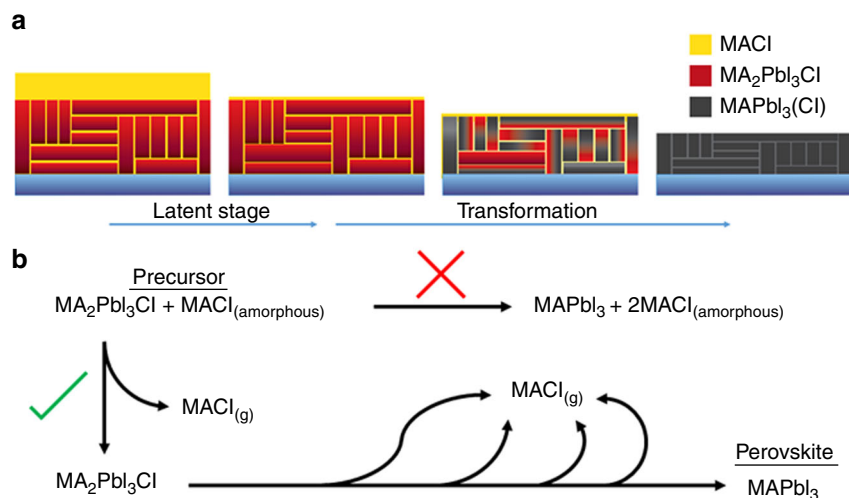 a
MACl
MA₂PbI₃Cl
MAPbI₃(Cl)
Latent stage
Transformation
b
Precursor
MA₂PbI₃Cl + MACl(amorphous)
MAPbI₃ + 2MACl(amorphous)
MACl(g)
MACl(g)
MA₂PbI₃Cl
Perovskite
MAPbI₃